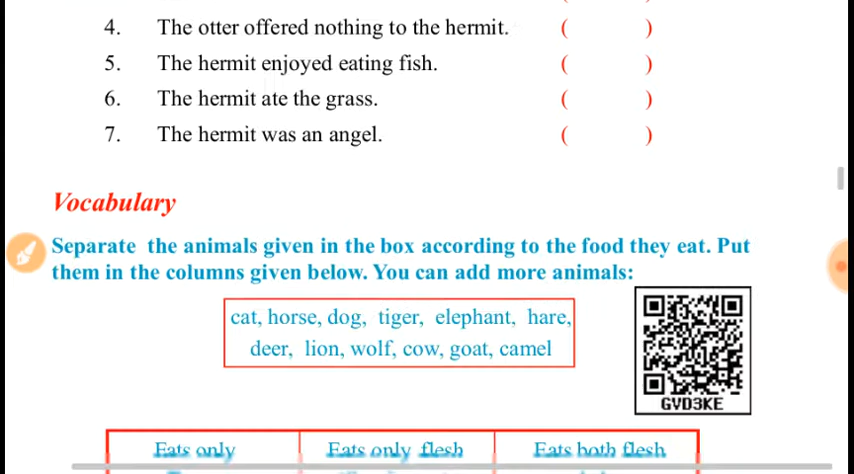 4. The otter offered nothing to the hermit. ( )
5. The hermit enjoyed eating fish. ( )
6. The hermit ate the grass. ( )
7. The hermit was an angel. ( )
Vocabulary
Separate the animals given in the box according to the food they eat. Put
them in the columns given below. You can add more animals:
cat, horse, dog, tiger, elephant, hare,
deer, lion, wolf, cow, goat, camel
GVD3KE
Eats only Eats only flesh Eats both flesh